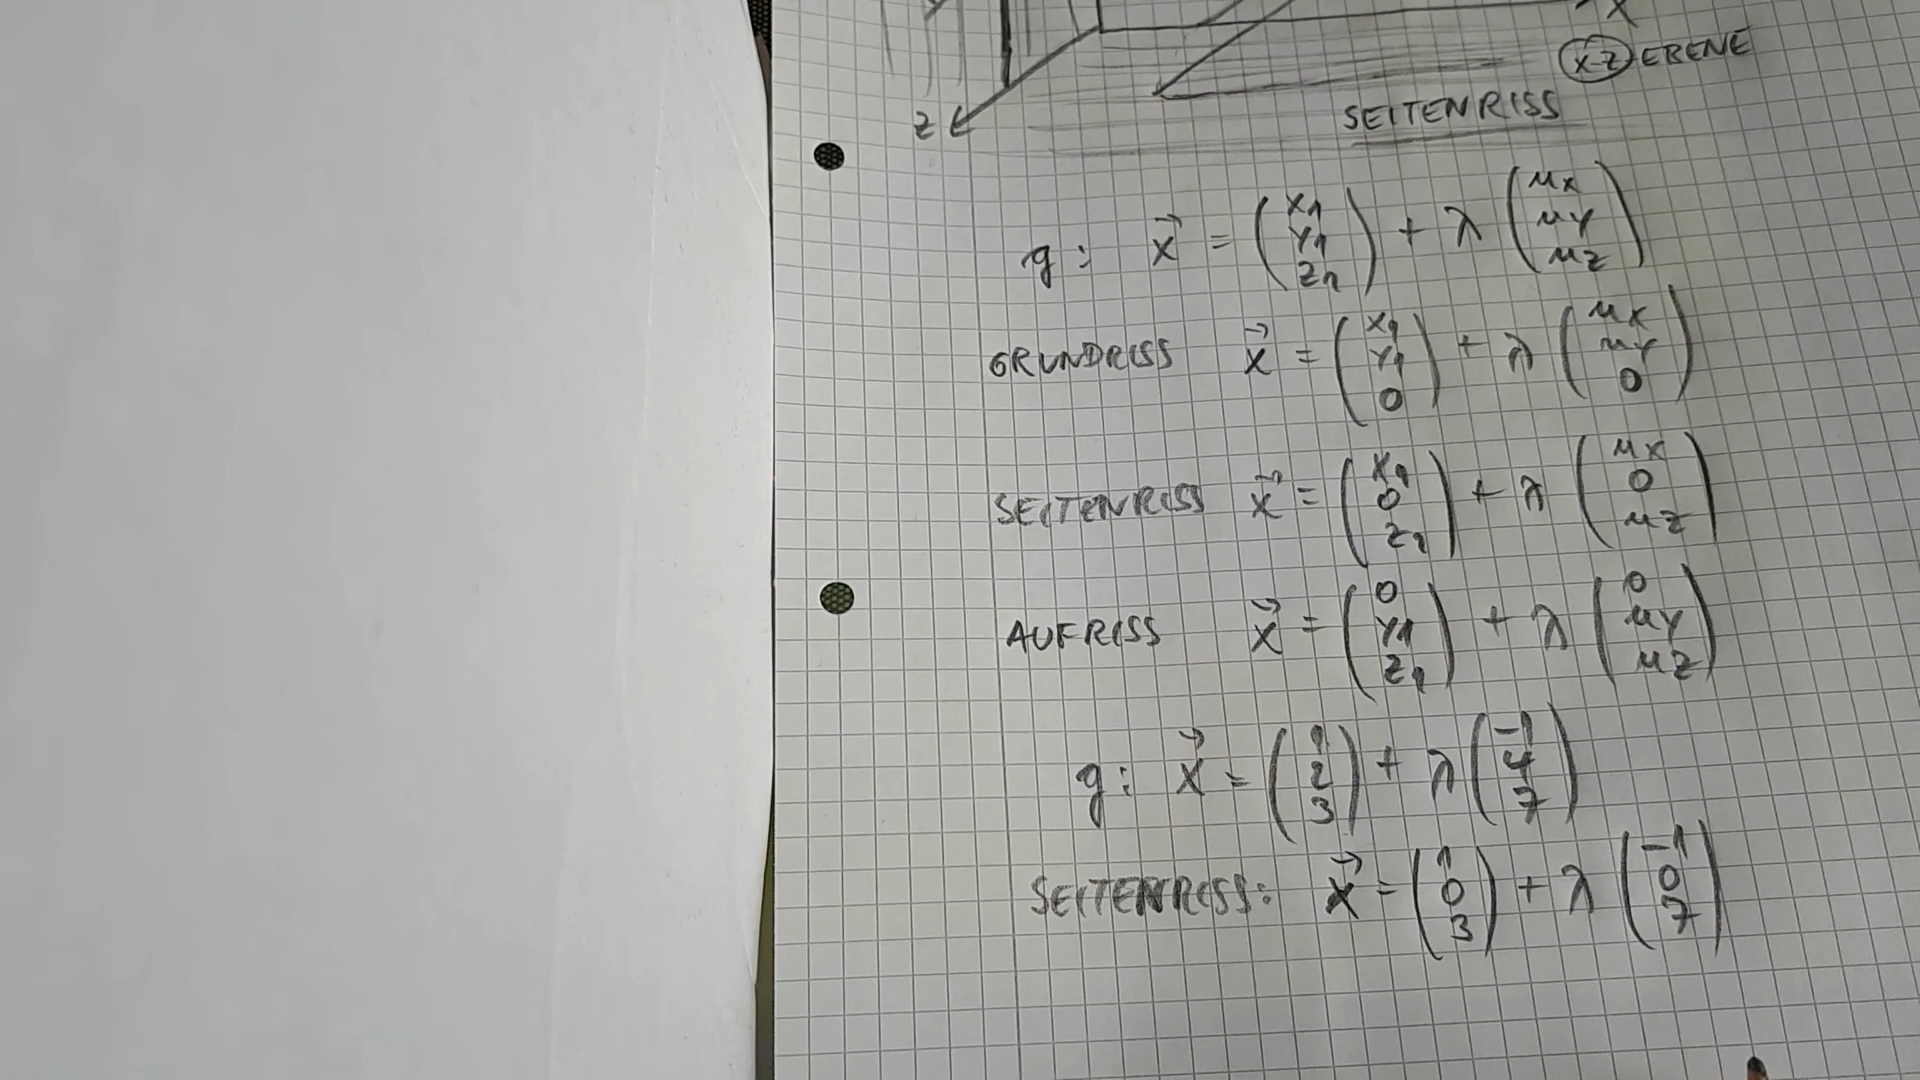 X
X-Z EBENE
Z
SEITENRISS
g: x⃗ = (x1 y1 z1) + λ (ux uy uz)
GRUNDRISS x⃗ = (x1 y1 0) + λ (ux uy 0)
SEITENRISS x⃗ = (x1 0 z1) + λ (ux 0 uz)
AUFRISS x⃗ = (0 y1 z1) + λ (0 uy uz)
g: x⃗ = (1 2 3) + λ (-1 4 7)
SEITENRISS: x⃗ = (1 0 3) + λ (-1 0 7)